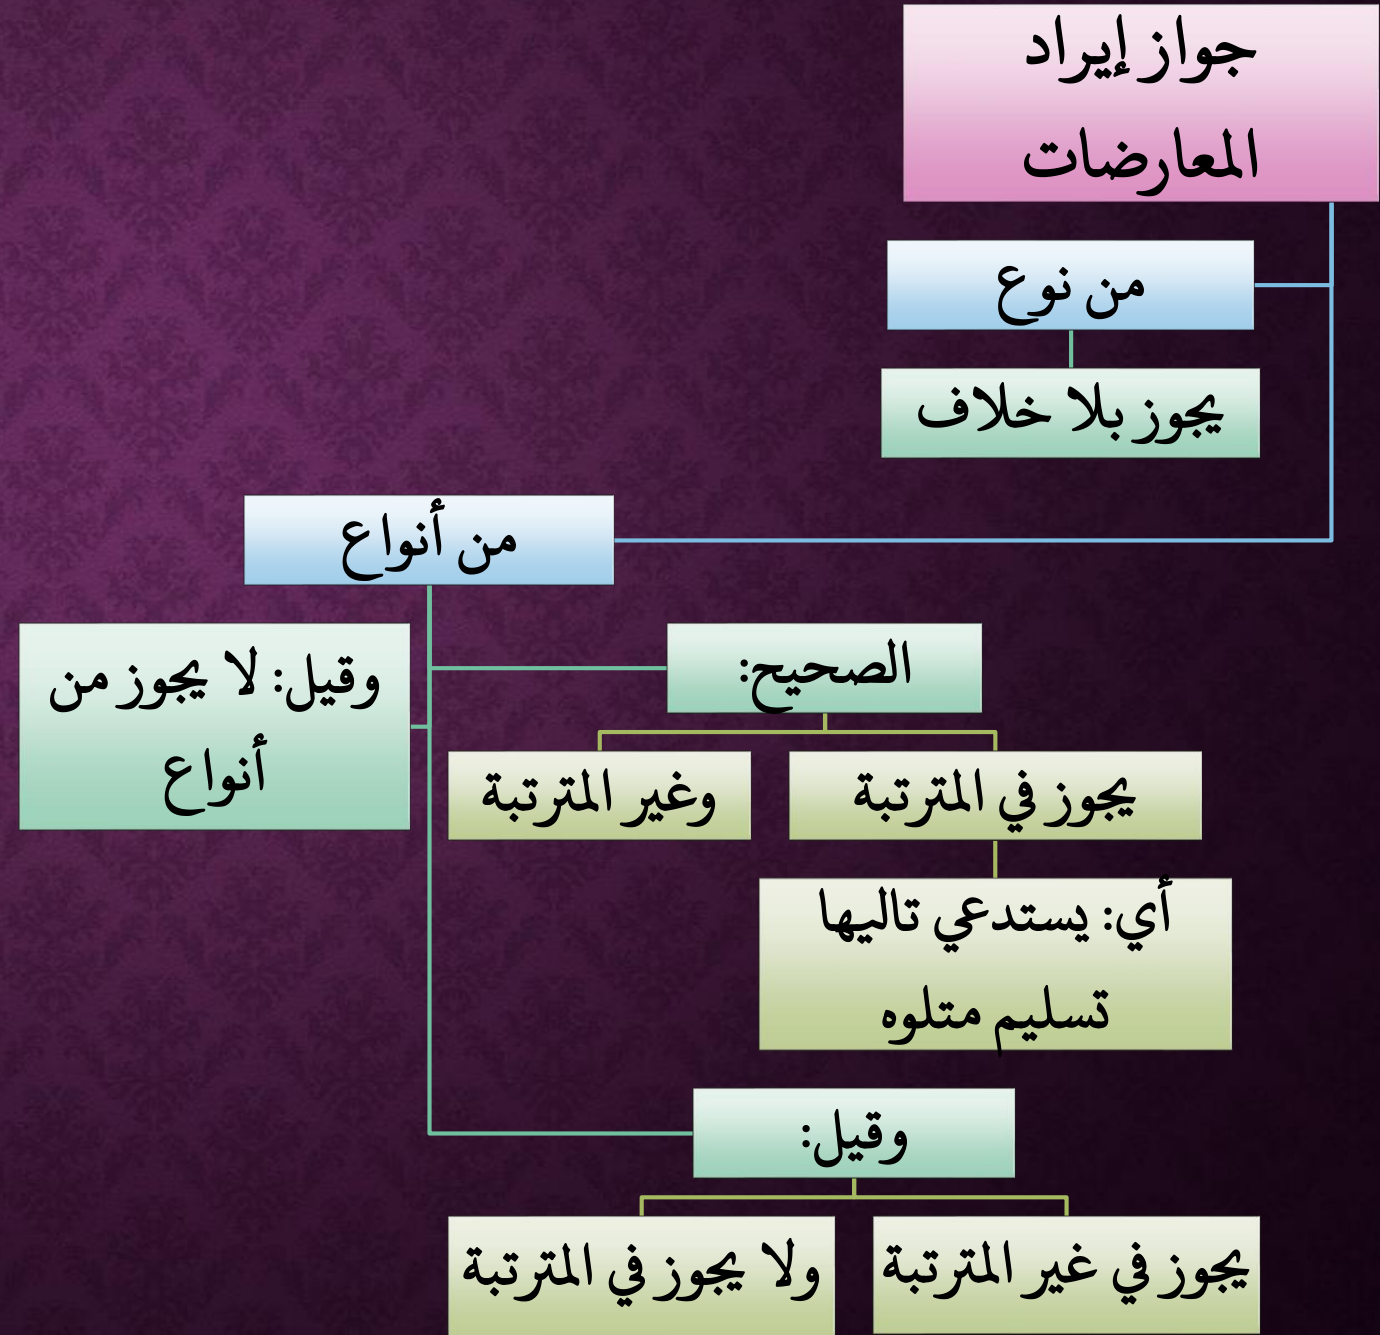 جواز إيراد
المعارضات
من نوع
يجوز بلا خلاف
من أنواع
الصحيح:
يجوز في المترتبة
وغير المترتبة
أي: يستدعي تاليها
تسليم متلوه
وقيل: لا يجوز من
أنواع
وقيل:
يجوز في غير المترتبة
ولا يجوز في المترتبة